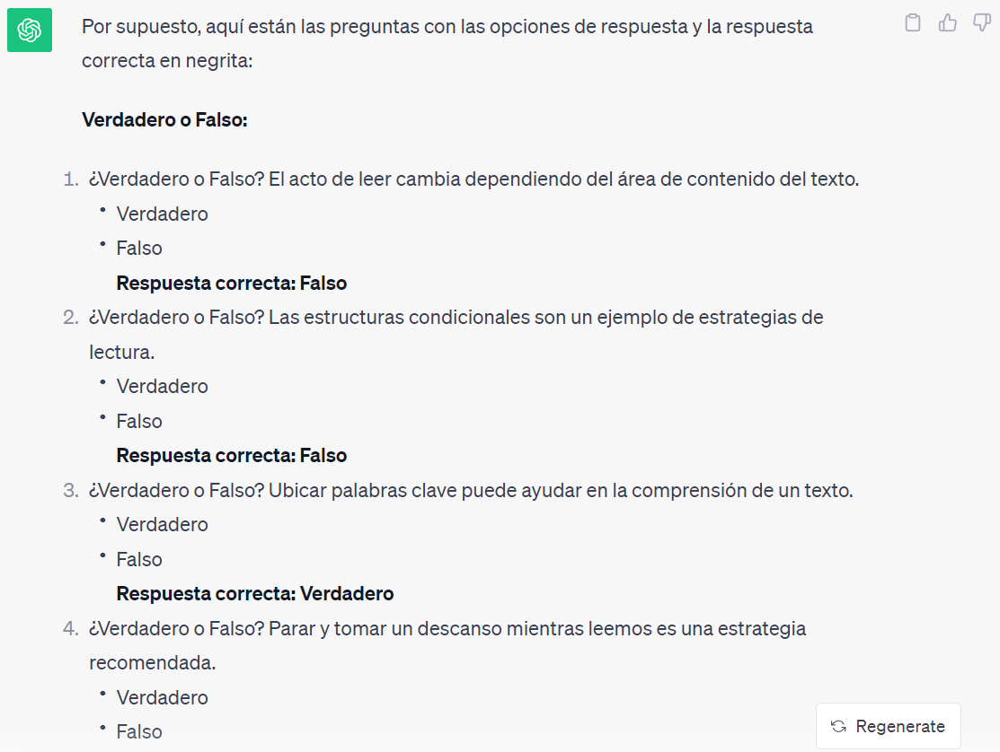 Por supuesto, aquí están las preguntas con las opciones de respuesta y la respuesta
correcta en negrita:
Verdadero o Falso:
1. ¿Verdadero o Falso? El acto de leer cambia dependiendo del área de contenido del texto.
• Verdadero
• Falso
Respuesta correcta: Falso
2. ¿Verdadero o Falso? Las estructuras condicionales son un ejemplo de estrategias de
lectura.
• Verdadero
• Falso
Respuesta correcta: Falso
3. ¿Verdadero o Falso? Ubicar palabras clave puede ayudar en la comprensión de un texto.
• Verdadero
• Falso
Respuesta correcta: Verdadero
4. ¿Verdadero o Falso? Parar y tomar un descanso mientras leemos es una estrategia
recomendada.
• Verdadero
• Falso
Regenerate